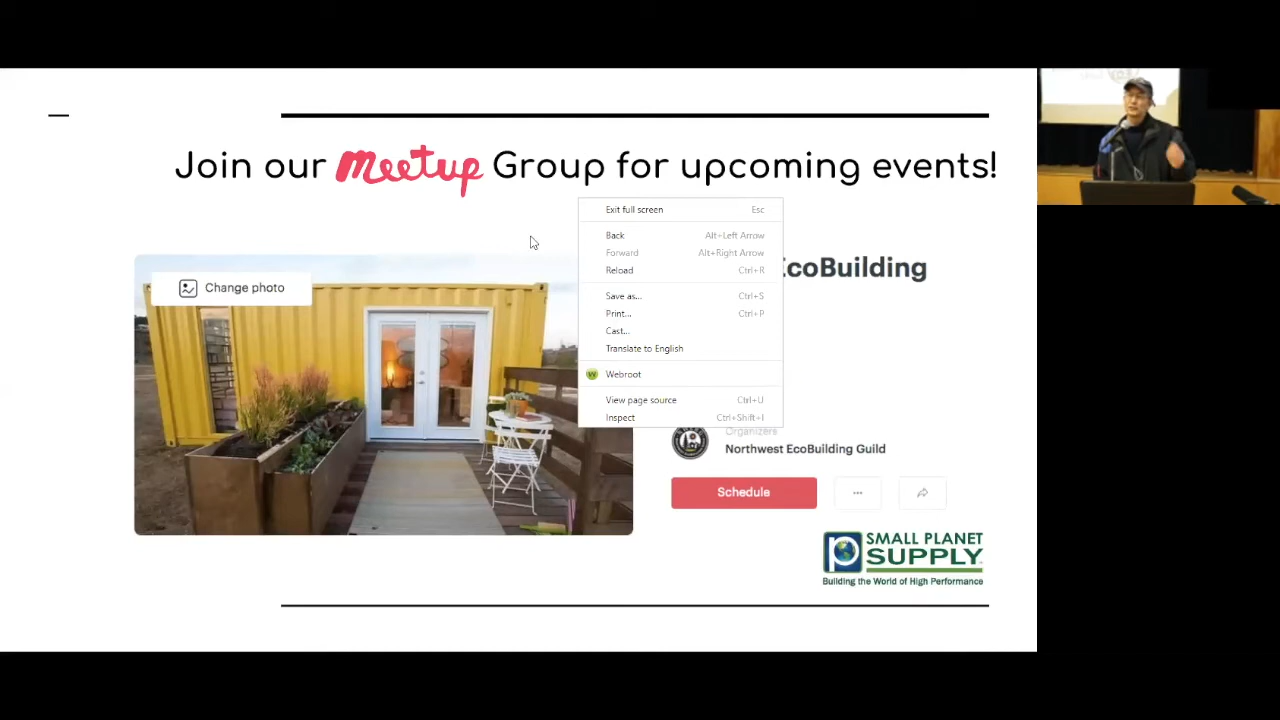 Join our Meetup Group for upcoming events!
Exit full screen Esc
Back Alt+Left Arrow
Forward Alt+Right Arrow
Reload Ctrl+R
EcoBuilding
Change photo
Save as... Ctrl+S
Print... Ctrl+P
Cast...
Translate to English
Webroot
View page source Ctrl+U
Inspect Ctrl+Shift+I
Organizers
Northwest EcoBuilding Guild
Schedule
SMALL PLANET
SUPPLY
Building the World of High Performance